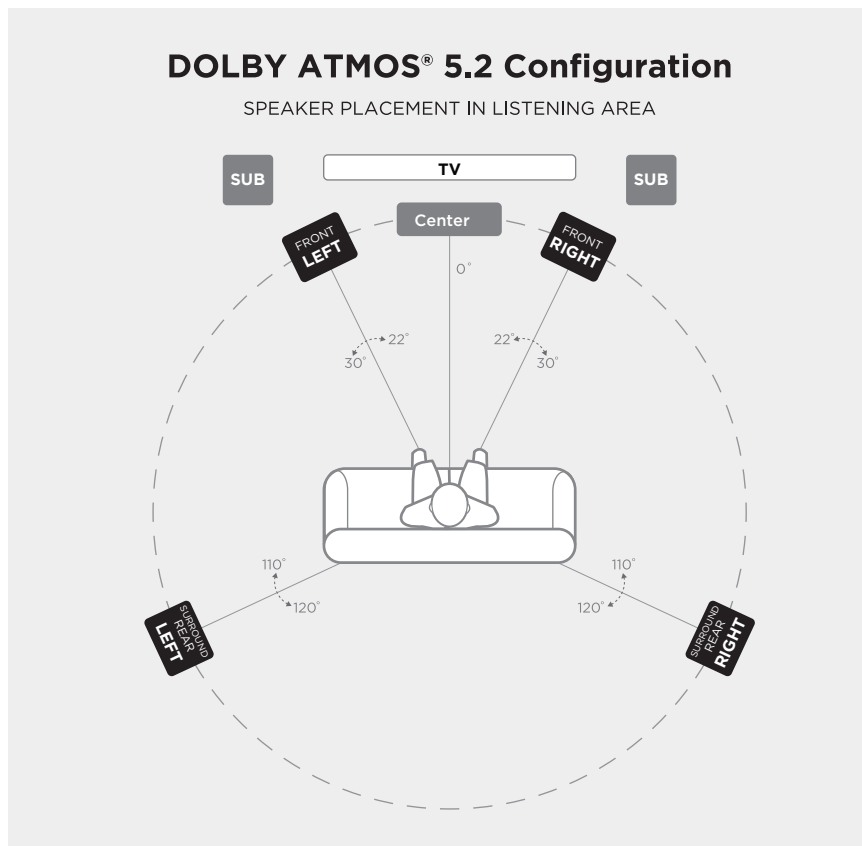 DOLBY ATMOS® 5.2 Configuration
SPEAKER PLACEMENT IN LISTENING AREA
SUB
TV
SUB
FRONT
LEFT
Center
FRONT
RIGHT
0°
22°
30°
22°
30°
110°
120°
110°
120°
SURROUND
REAR
LEFT
SURROUND
REAR
RIGHT